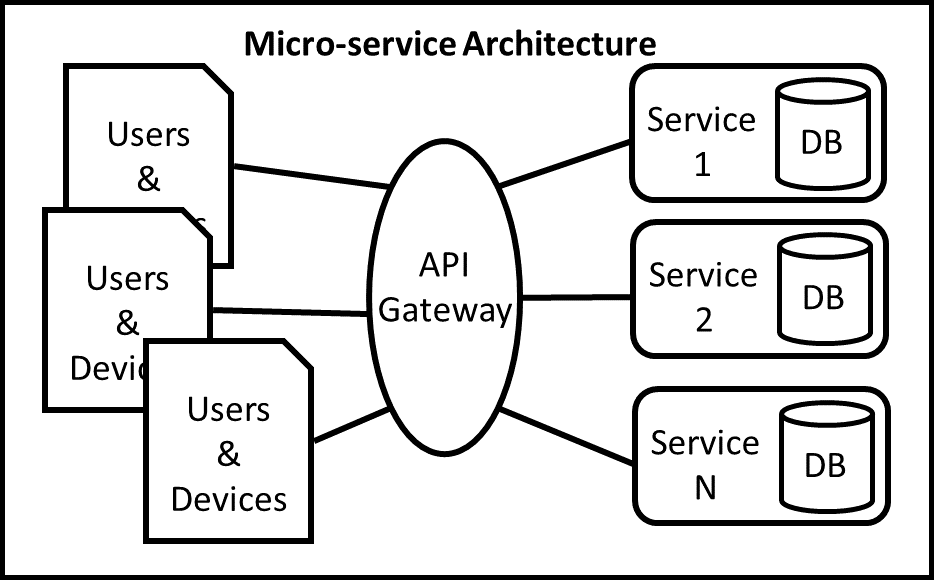 Micro-service Architecture
Users
&
Users
&
Users
&
Devices
API
Gateway
Service
1
DB
Service
2
DB
Service
N
DB